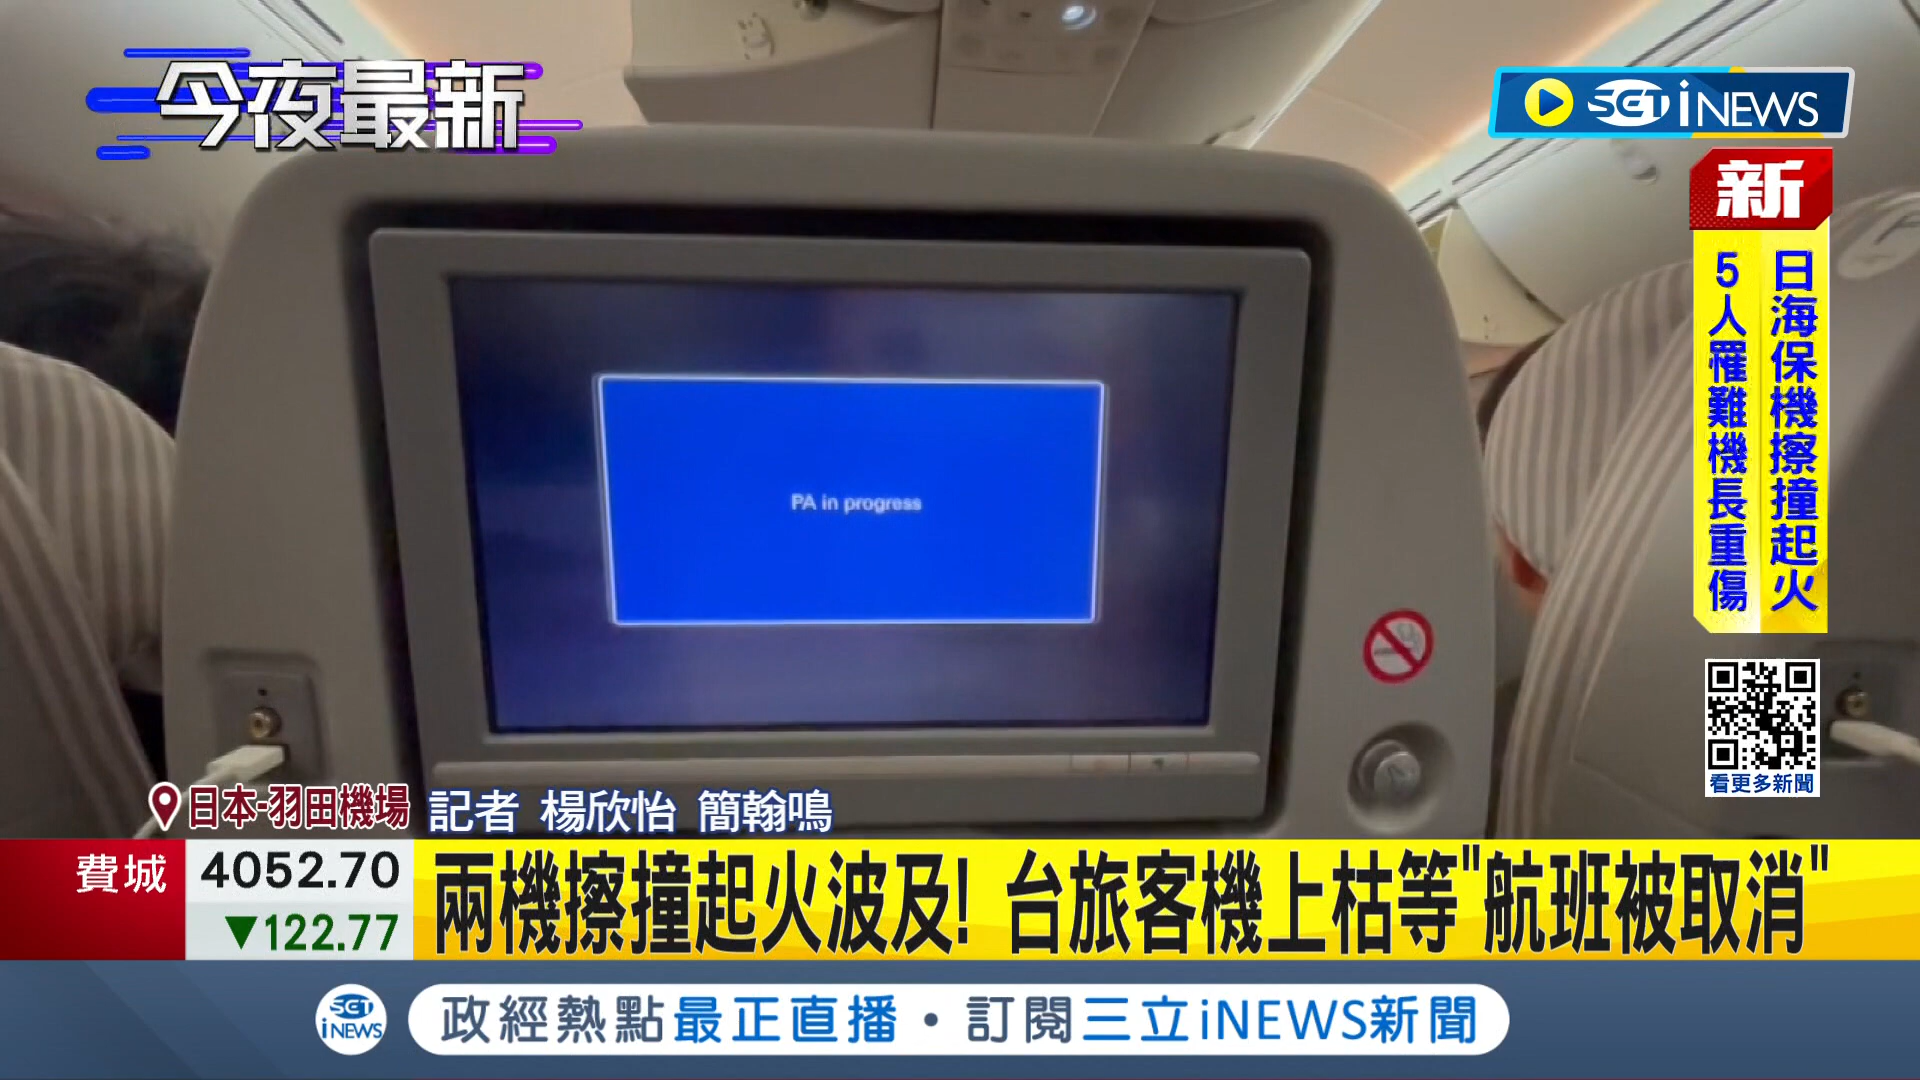 今夜最新
SET iNEWS
新
日海保機擦撞起火
5人罹難機長重傷
PA in progress
看更多新聞
日本-羽田機場
記者 楊欣怡 簡翰鳴
費城
4052.70
▼122.77
兩機擦撞起火波及! 台旅客機上枯等"航班被取消"
SET iNEWS
政經熱點最正直播・訂閱三立iNEWS新聞